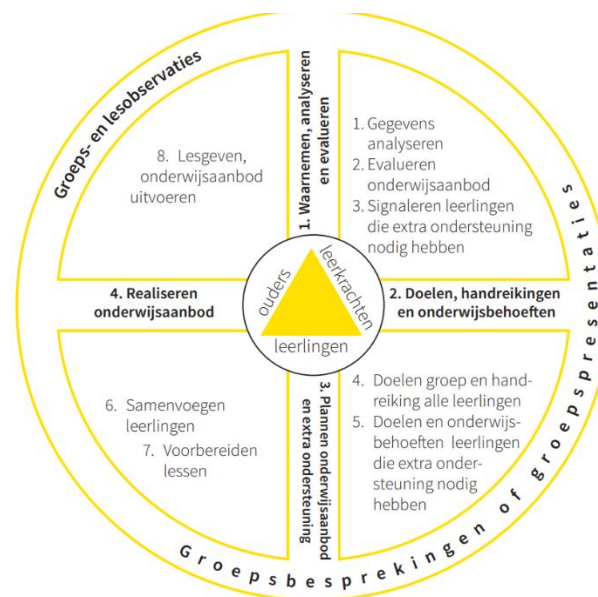 Groeps- en lesobservaties
1. Waarnemen, analyseren
en evalueren
1. Gegevens
analyseren
2. Evalueren
onderwijsaanbod
3. Signaleren leerlingen
die extra ondersteuning
nodig hebben
8. Lesgeven,
onderwijsaanbod
uitvoeren
ouders
leerkrachten
leerlingen
4. Realiseren
onderwijsaanbod
2. Doelen, handreikingen
en onderwijsbehoeften
6. Samenvoegen
leerlingen
7. Voorbereiden
lessen
3. Plannen onderwijsaanbod
en extra ondersteuning
4. Doelen groep en hand-
reiking alle leerlingen
5. Doelen en onderwijs-
behoeften leerlingen
die extra onder-
steuning nodig
hebben
Groepsbesprekingen of groepspresentaties